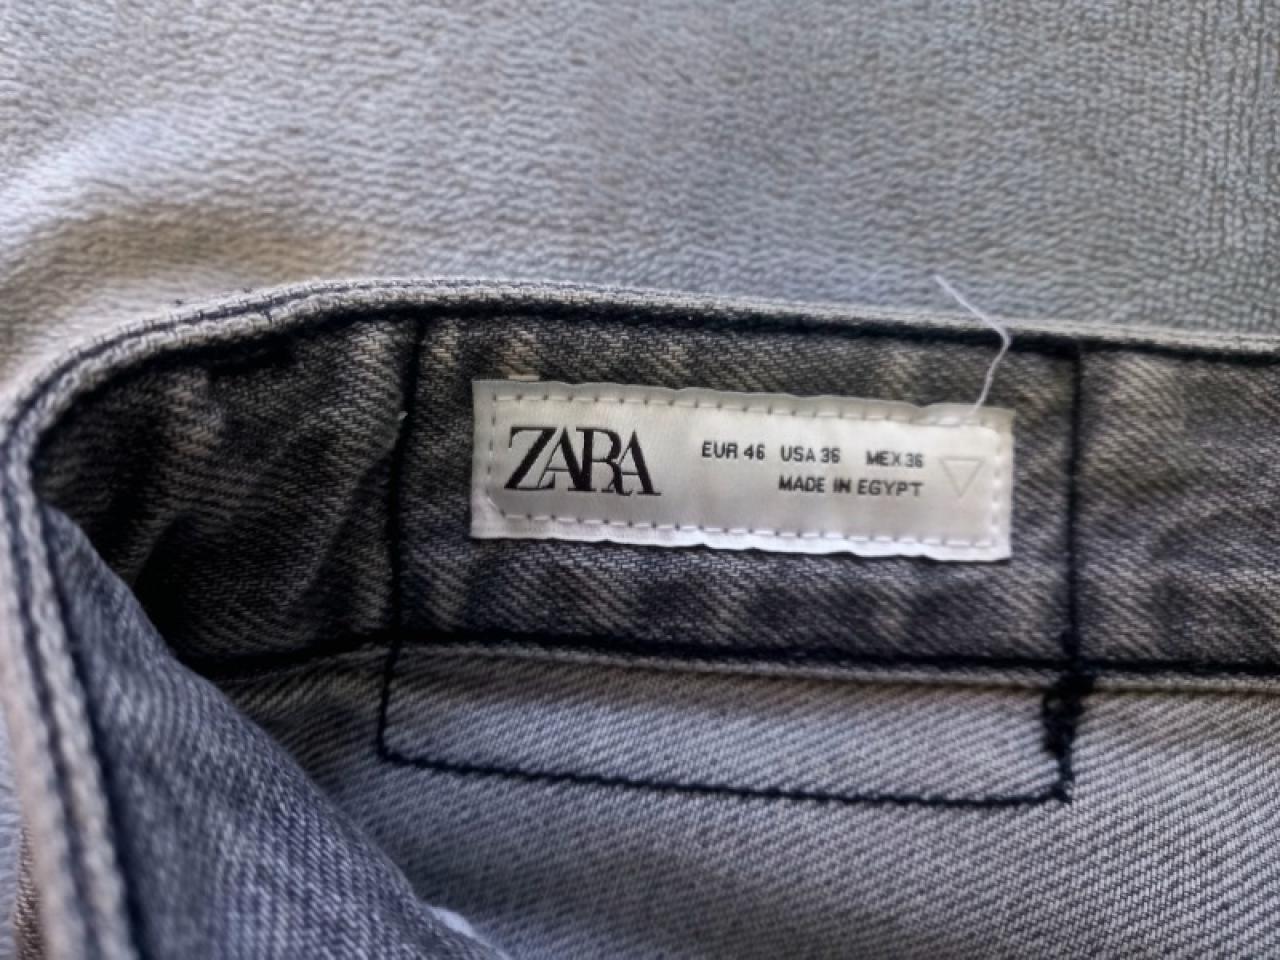 ZARA
EUR 46 USA 36 MEX 36
MADE IN EGYPT